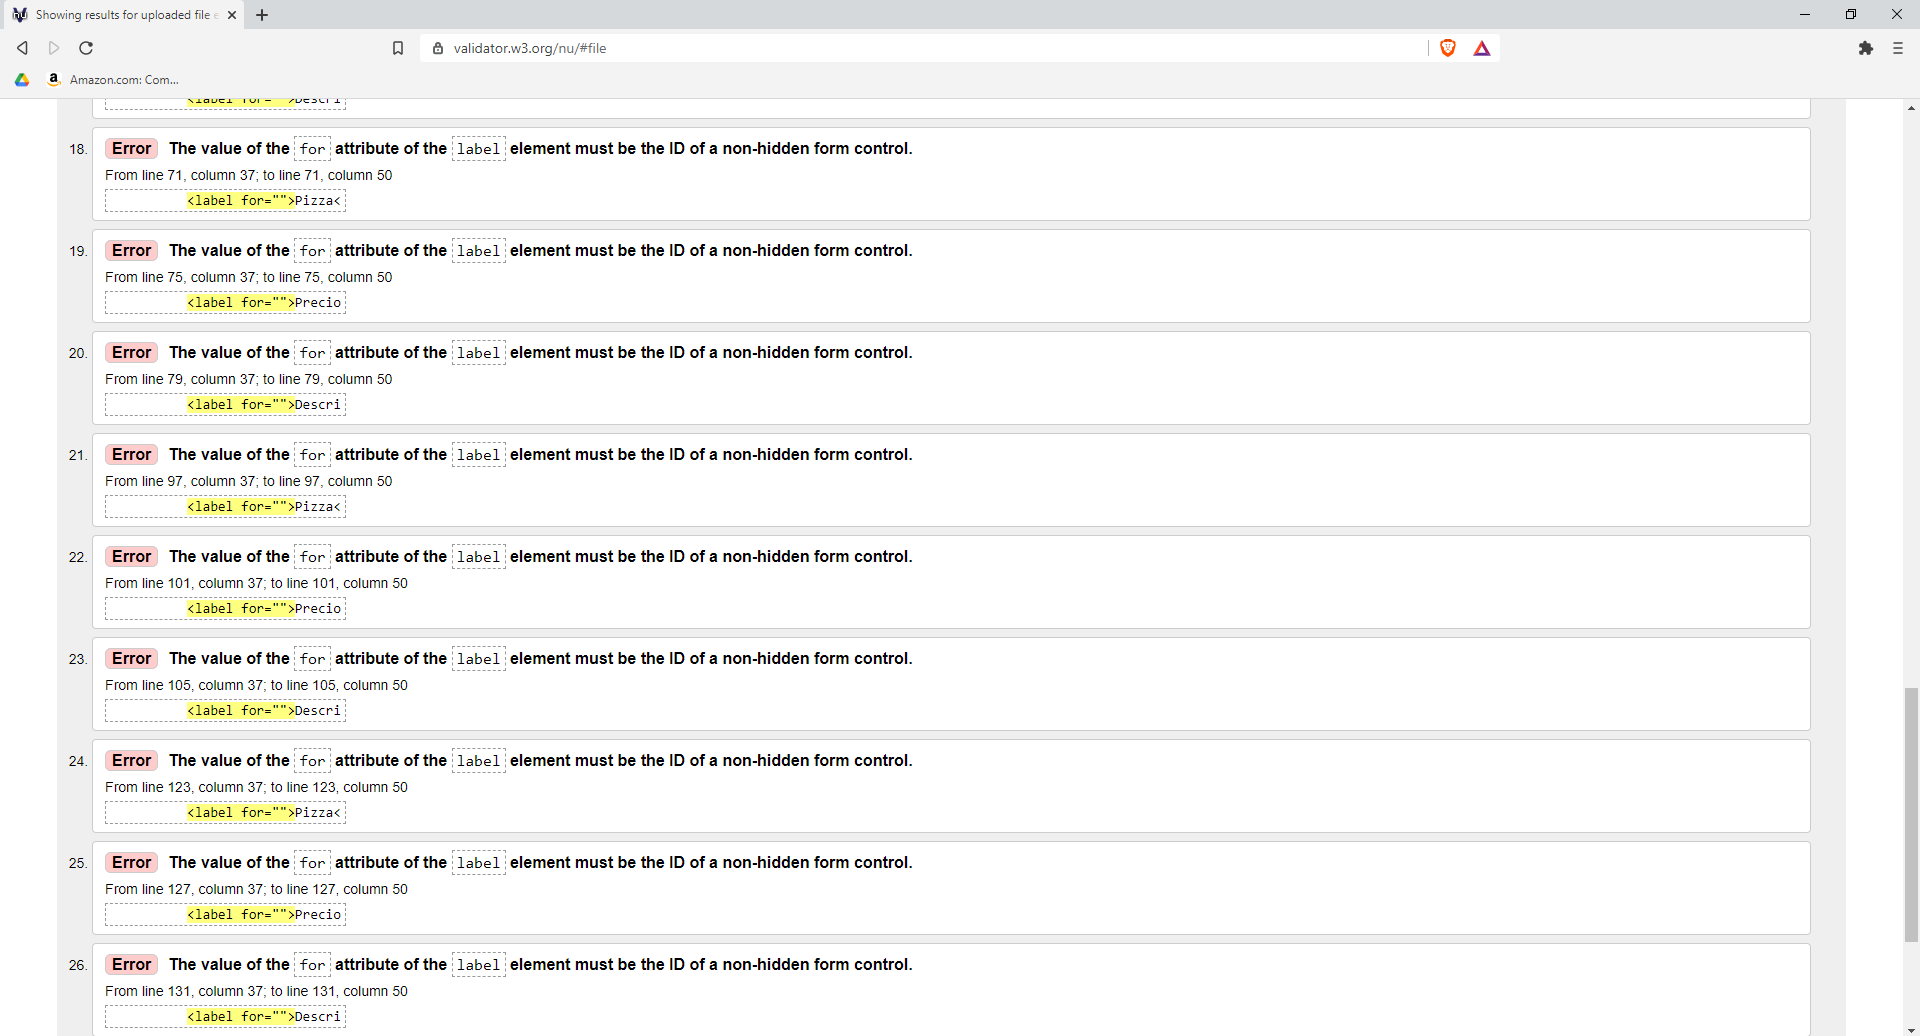 Showing results for uploaded file
validator.w3.org/nu/#file
Amazon.com: Com...
<label for="">Descri
18. Error The value of the for attribute of the label element must be the ID of a non-hidden form control.
From line 71, column 37; to line 71, column 50
<label for="">Pizza<
19. Error The value of the for attribute of the label element must be the ID of a non-hidden form control.
From line 75, column 37; to line 75, column 50
<label for="">Precio
20. Error The value of the for attribute of the label element must be the ID of a non-hidden form control.
From line 79, column 37; to line 79, column 50
<label for="">Descri
21. Error The value of the for attribute of the label element must be the ID of a non-hidden form control.
From line 97, column 37; to line 97, column 50
<label for="">Pizza<
22. Error The value of the for attribute of the label element must be the ID of a non-hidden form control.
From line 101, column 37; to line 101, column 50
<label for="">Precio
23. Error The value of the for attribute of the label element must be the ID of a non-hidden form control.
From line 105, column 37; to line 105, column 50
<label for="">Descri
24. Error The value of the for attribute of the label element must be the ID of a non-hidden form control.
From line 123, column 37; to line 123, column 50
<label for="">Pizza<
25. Error The value of the for attribute of the label element must be the ID of a non-hidden form control.
From line 127, column 37; to line 127, column 50
<label for="">Precio
26. Error The value of the for attribute of the label element must be the ID of a non-hidden form control.
From line 131, column 37; to line 131, column 50
<label for="">Descri